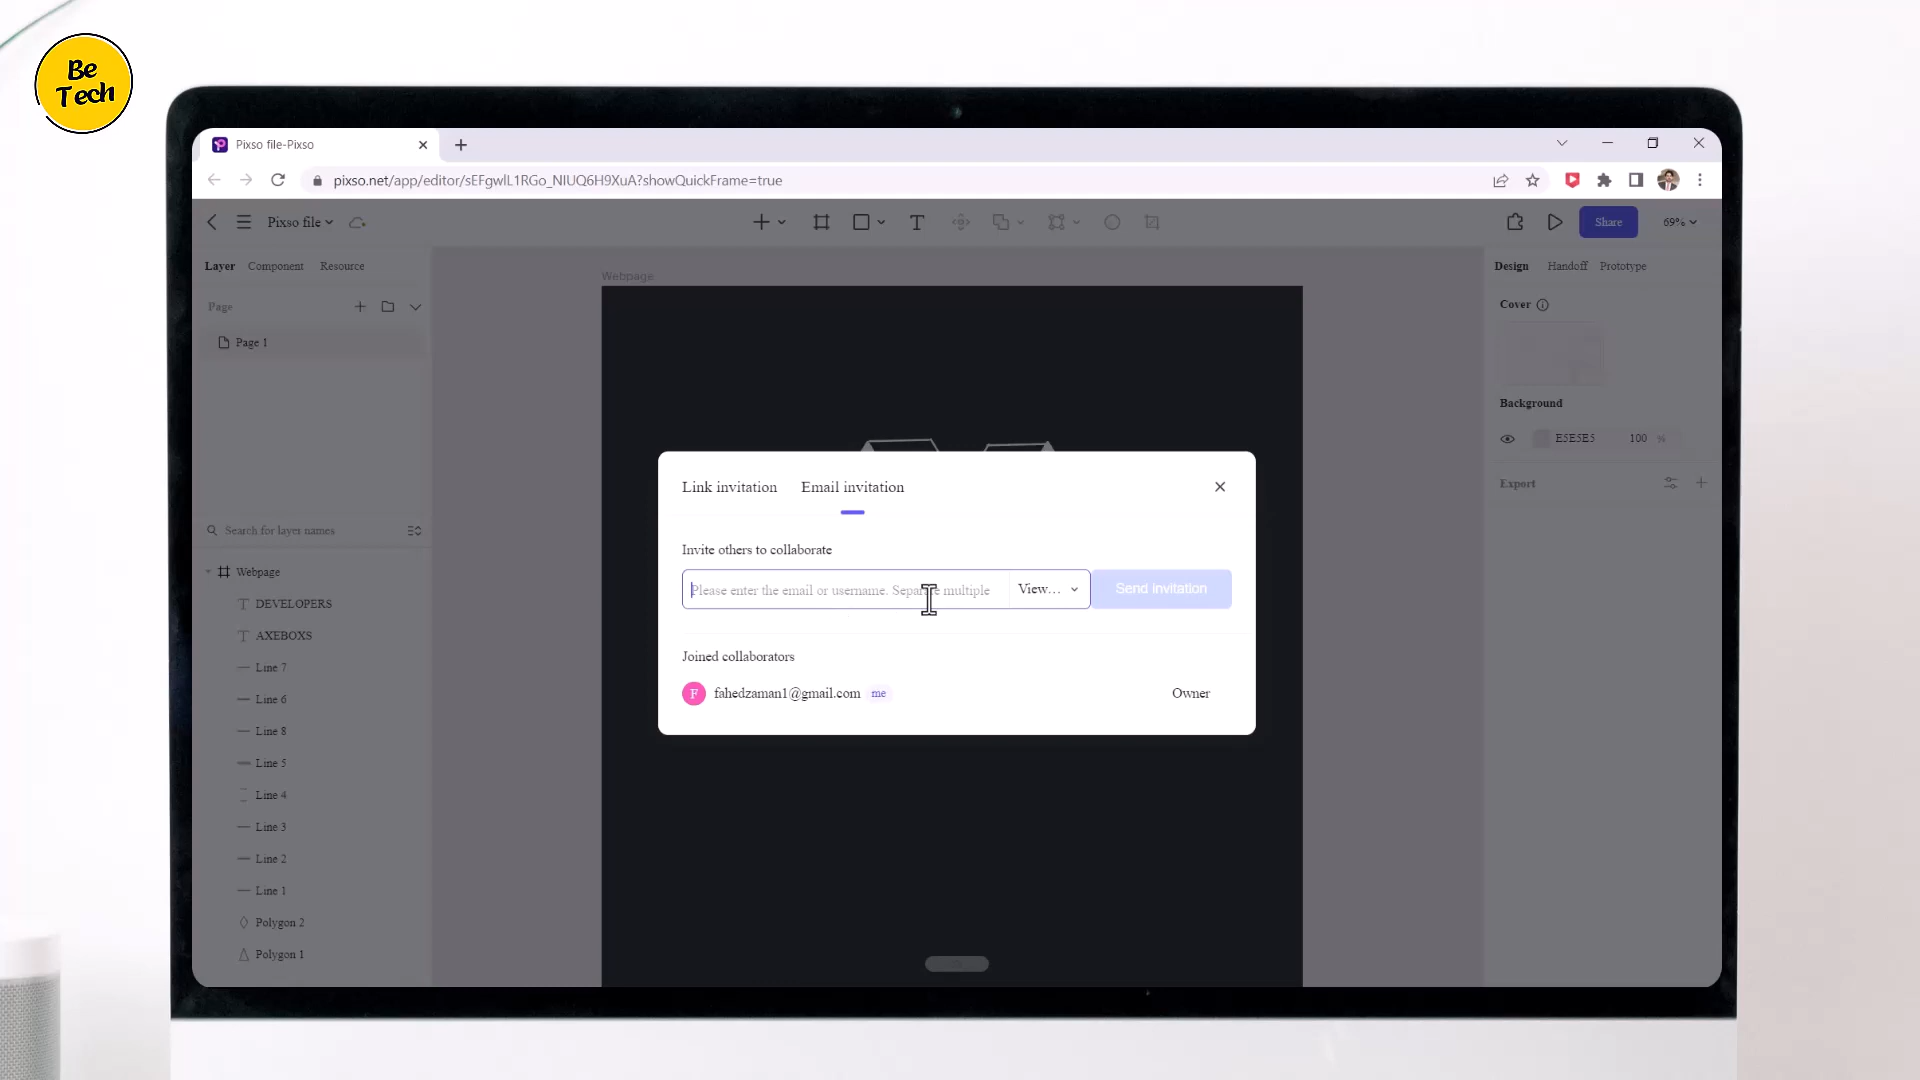 Be
Tech
Pixso file-Pixso
pixso.net/app/editor/sEFgwlL1RGo_NIUQ6H9XuA?showQuickFrame=true
Pixso file
T
Share
69%
Layer Component Resource
Design Handoff Prototype
Webpage
Page
Cover
Page 1
Background
E5E5E5 100 %
Link invitation Email invitation
Export
Search for layer names
Invite others to collaborate
Webpage
Please enter the email or username. Separate multiple
View...
Send invitation
DEVELOPERS
AXEBOXS
Joined collaborators
Line 7
F fahedzaman1@gmail.com me
Owner
Line 6
Line 8
Line 5
Line 4
Line 3
Line 2
Line 1
Polygon 2
Polygon 1